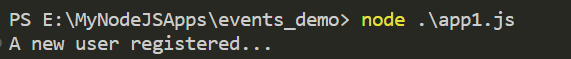 PS E:\MyNodeJSApps\events_demo> node .\app1.js
A new user registered...